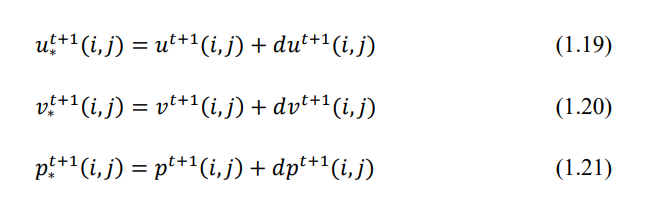 u_*^{t+1}(i,j) = u^{t+1}(i,j) + du^{t+1}(i,j) (1.19)
v_*^{t+1}(i,j) = v^{t+1}(i,j) + dv^{t+1}(i,j) (1.20)
p_*^{t+1}(i,j) = p^{t+1}(i,j) + dp^{t+1}(i,j) (1.21)